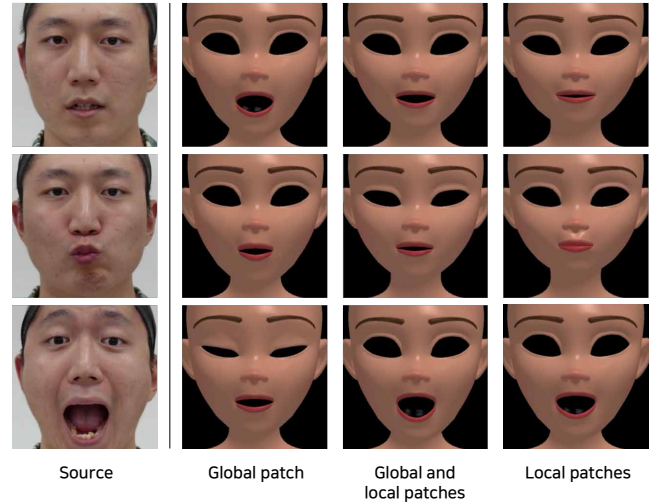 Source
Global patch
Global and
local patches
Local patches